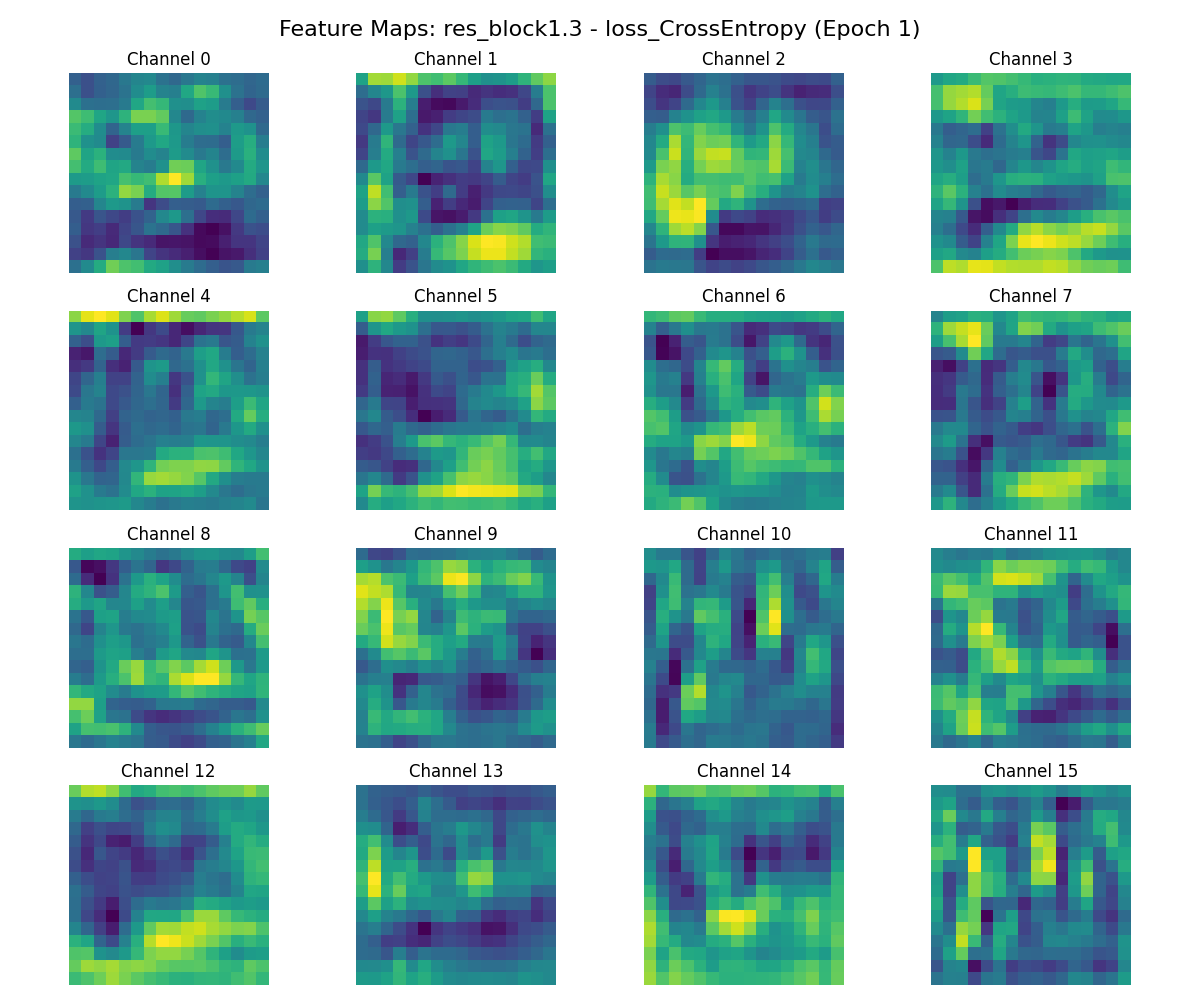 Feature Maps: res_block1.3 - loss_CrossEntropy (Epoch 1)
Channel 0
Channel 1
Channel 2
Channel 3
Channel 4
Channel 5
Channel 6
Channel 7
Channel 8
Channel 9
Channel 10
Channel 11
Channel 12
Channel 13
Channel 14
Channel 15